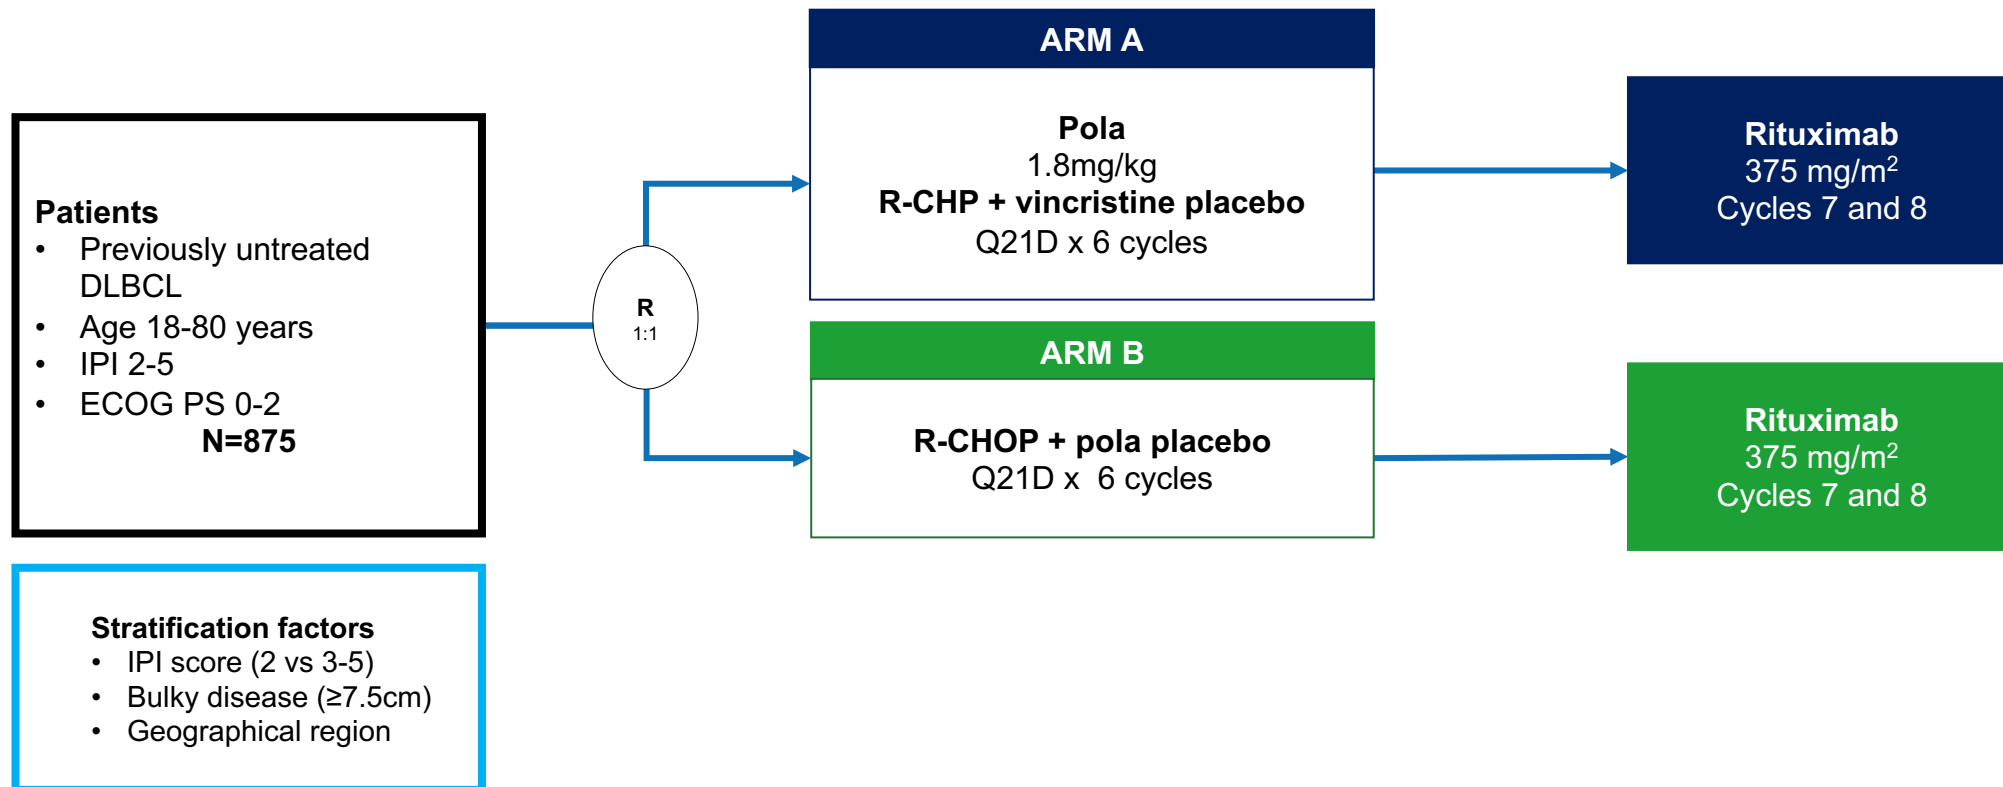 Patients
• Previously untreated
DLBCL
• Age 18-80 years
• IPI 2-5
• ECOG PS 0-2
N=875
Stratification factors
• IPI score (2 vs 3-5)
• Bulky disease (≥7.5cm)
• Geographical region
R
1:1
ARM A
Pola
1.8mg/kg
R-CHP + vincristine placebo
Q21D x 6 cycles
Rituximab
375 mg/m²
Cycles 7 and 8
ARM B
R-CHOP + pola placebo
Q21D x  6 cycles
Rituximab
375 mg/m²
Cycles 7 and 8